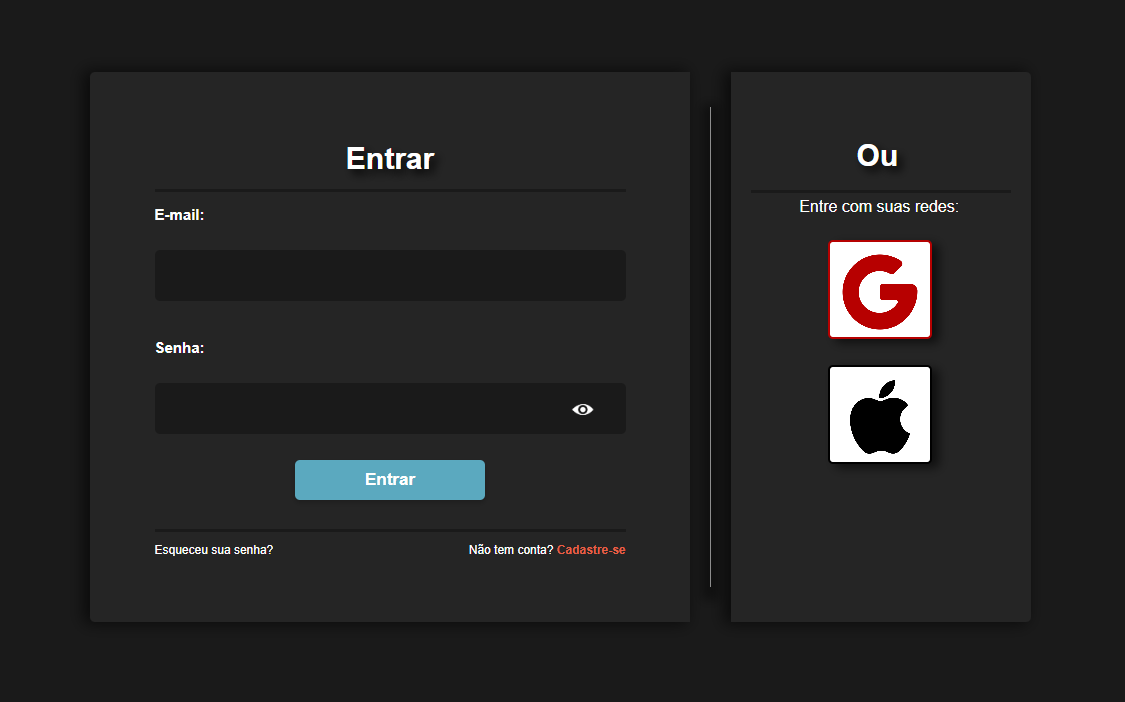 Entrar
E-mail:
Senha:
Entrar
Esqueceu sua senha?
Não tem conta? Cadastre-se
Ou
Entre com suas redes:
G